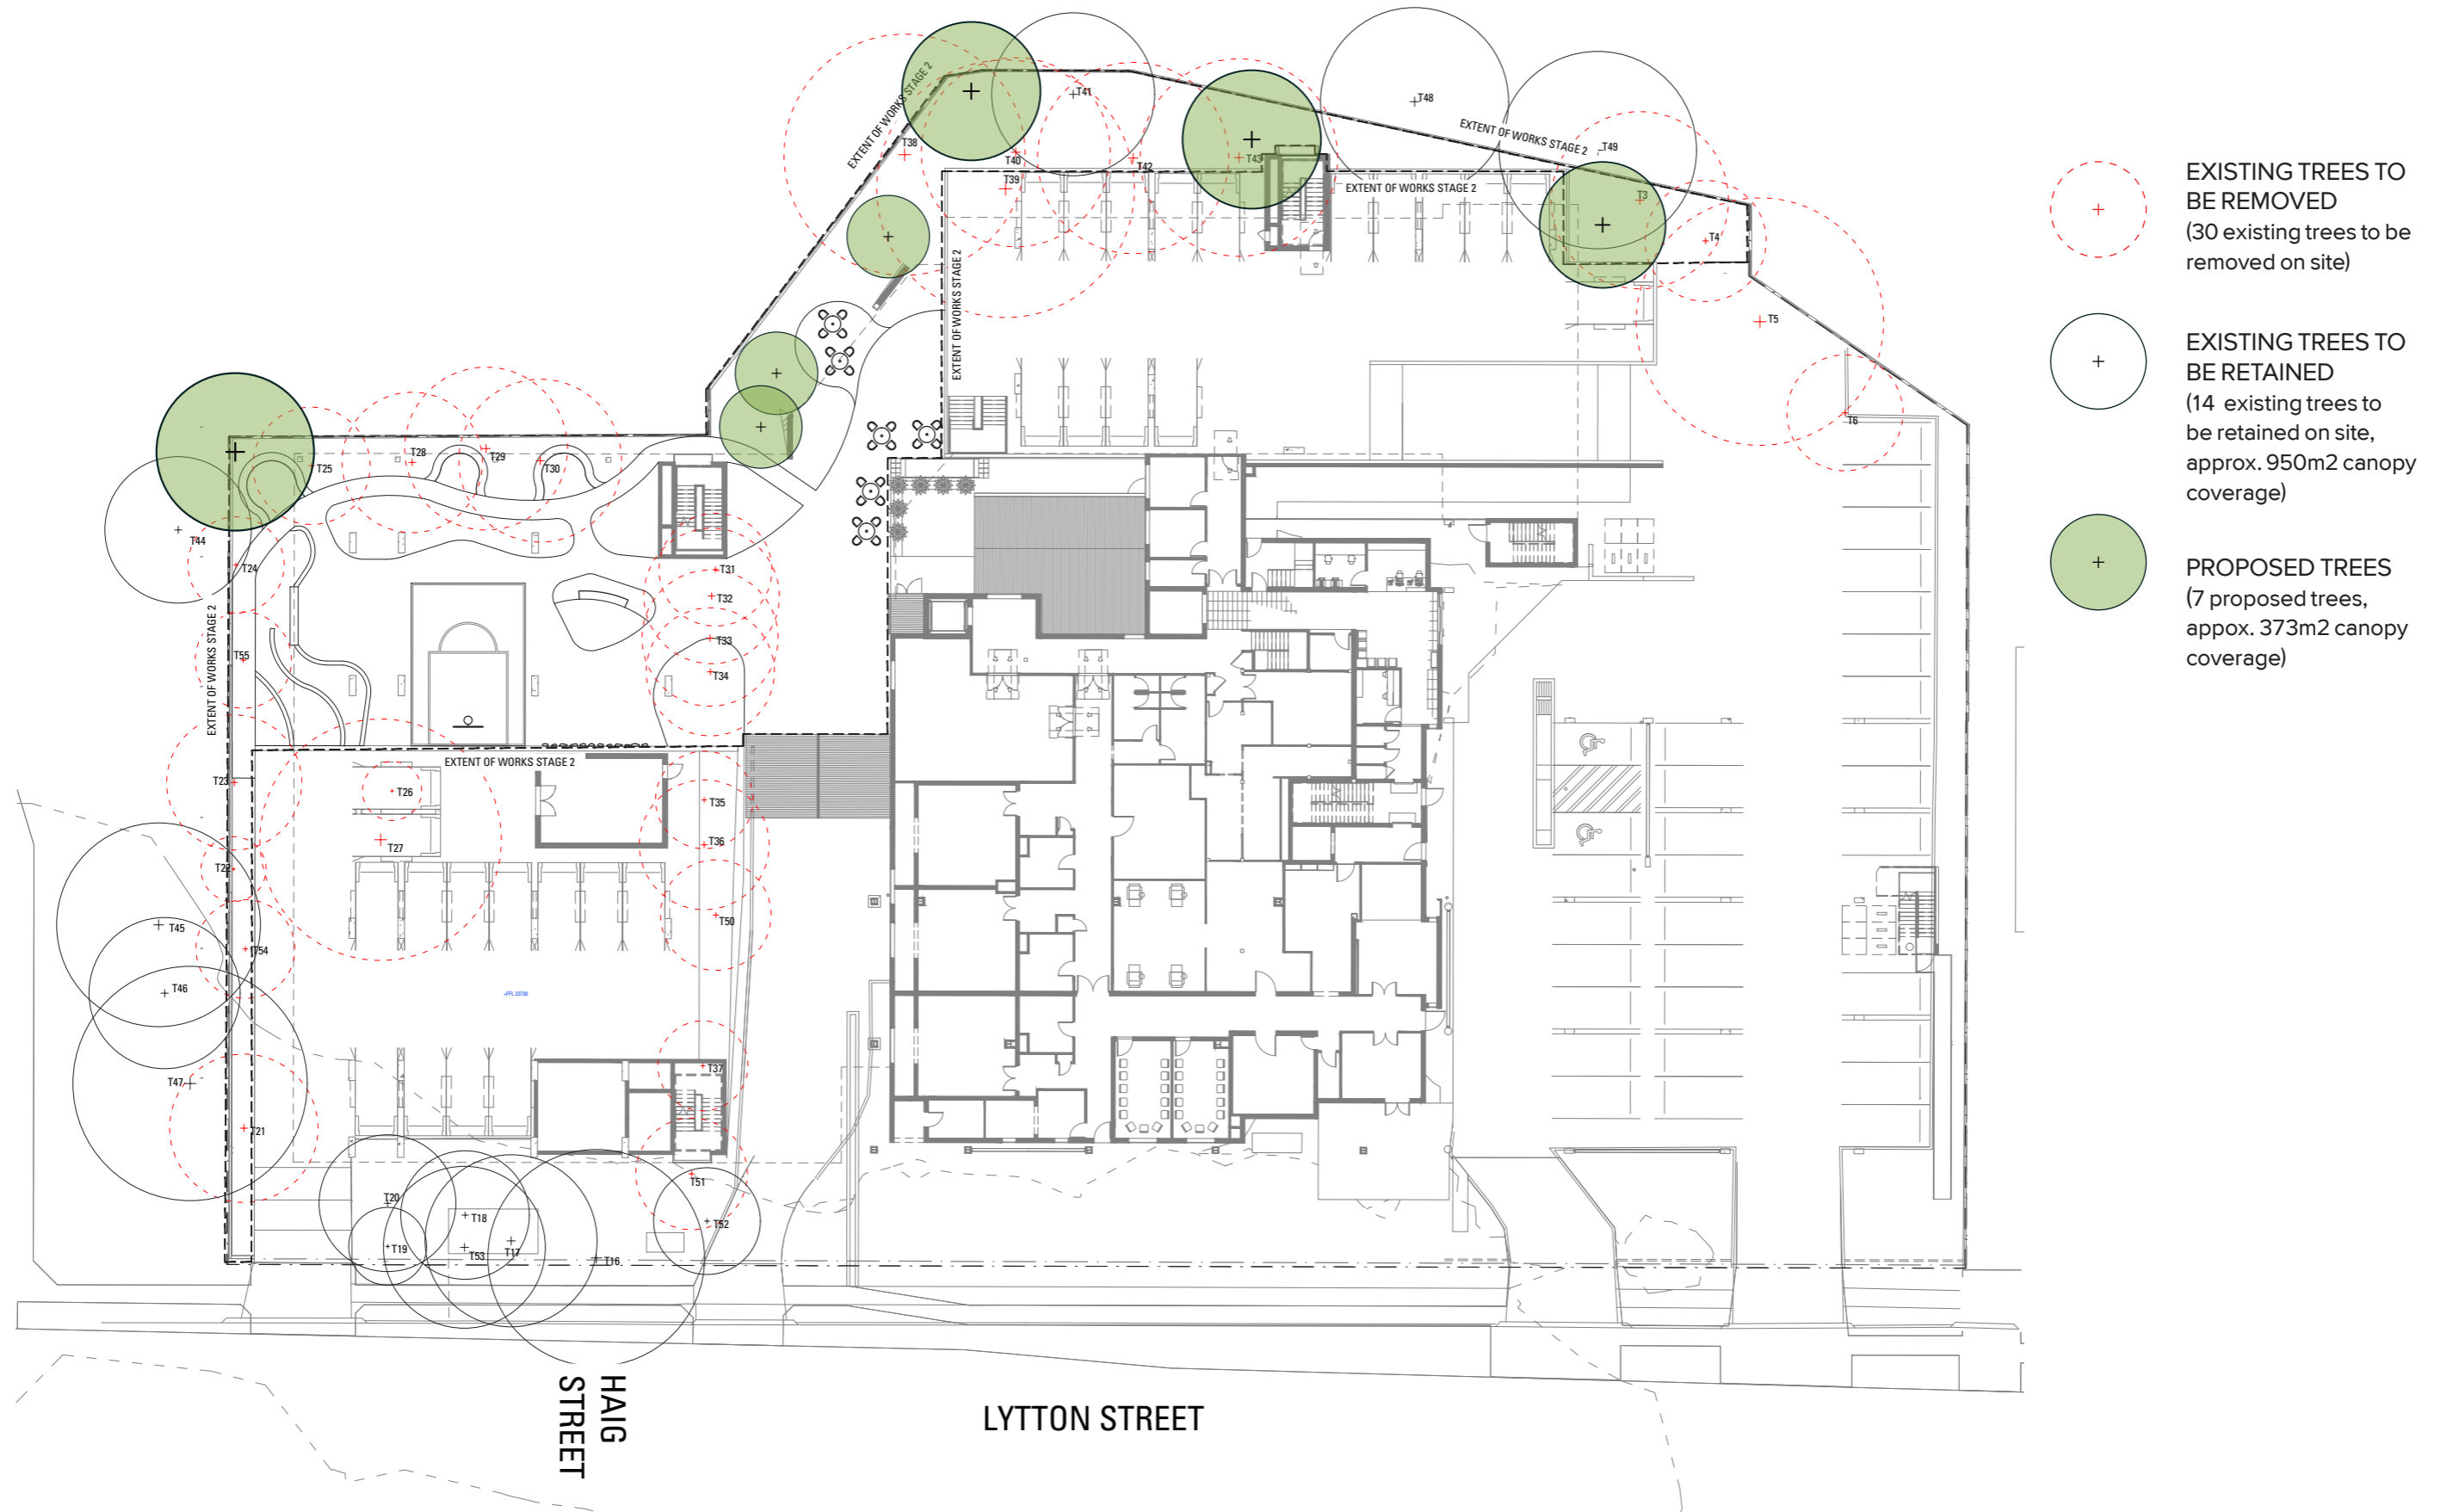 EXTENT OF WORKS STAGE 2
T41
T48
EXTENT OF WORKS STAGE 2
T49
T38
T40
T42
T43
T39
EXTENT OF WORKS STAGE 2
T3
T4
EXTENT OF WORKS STAGE 2
T5
T6
T25
T28
T29
T30
T44
T24
T31
T32
T33
T34
T55
EXTENT OF WORKS STAGE 2
EXTENT OF WORKS STAGE 2
T23
T26
T35
T27
T36
T22
T50
T45
T54
T46
T47
T37
T21
T51
T20
T18
T52
T19
T53
T17
T16
HAIG
STREET
LYTTON STREET
EXISTING TREES TO
BE REMOVED
(30 existing trees to be
removed on site)
EXISTING TREES TO
BE RETAINED
(14 existing trees to
be retained on site,
approx. 950m2 canopy
coverage)
PROPOSED TREES
(7 proposed trees,
appox. 373m2 canopy
coverage)